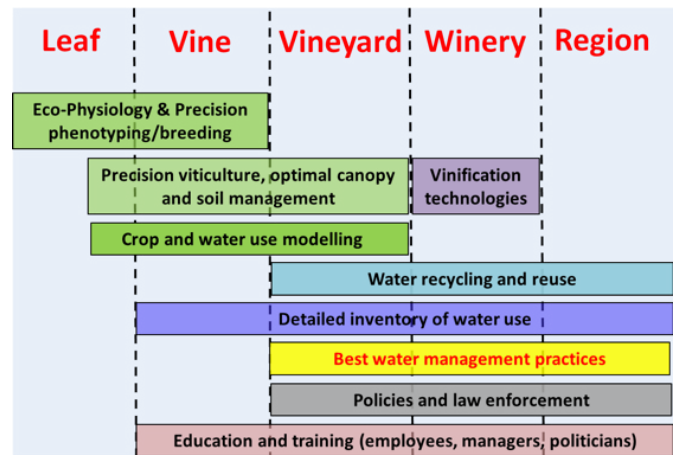 Leaf Vine Vineyard Winery Region
Eco-Physiology & Precision
phenotyping/breeding
Precision viticulture, optimal canopy
and soil management
Vinification
technologies
Crop and water use modelling
Water recycling and reuse
Detailed inventory of water use
Best water management practices
Policies and law enforcement
Education and training (employees, managers, politicians)